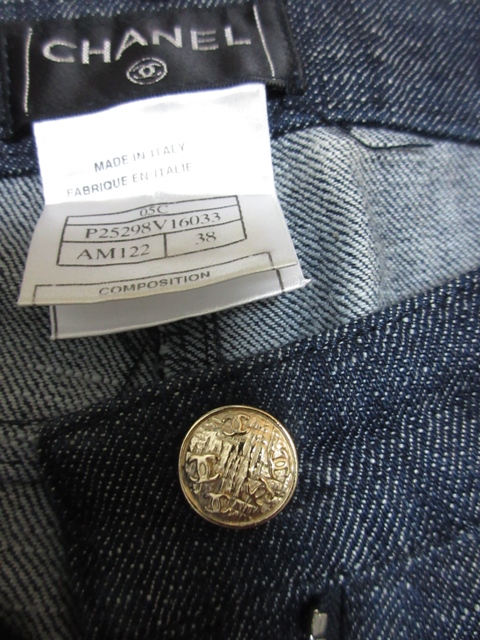 CHANEL
MADE IN ITALY
FABRIQUE EN ITALIE
05C
P25298V16033
AM122 38
COMPOSITION